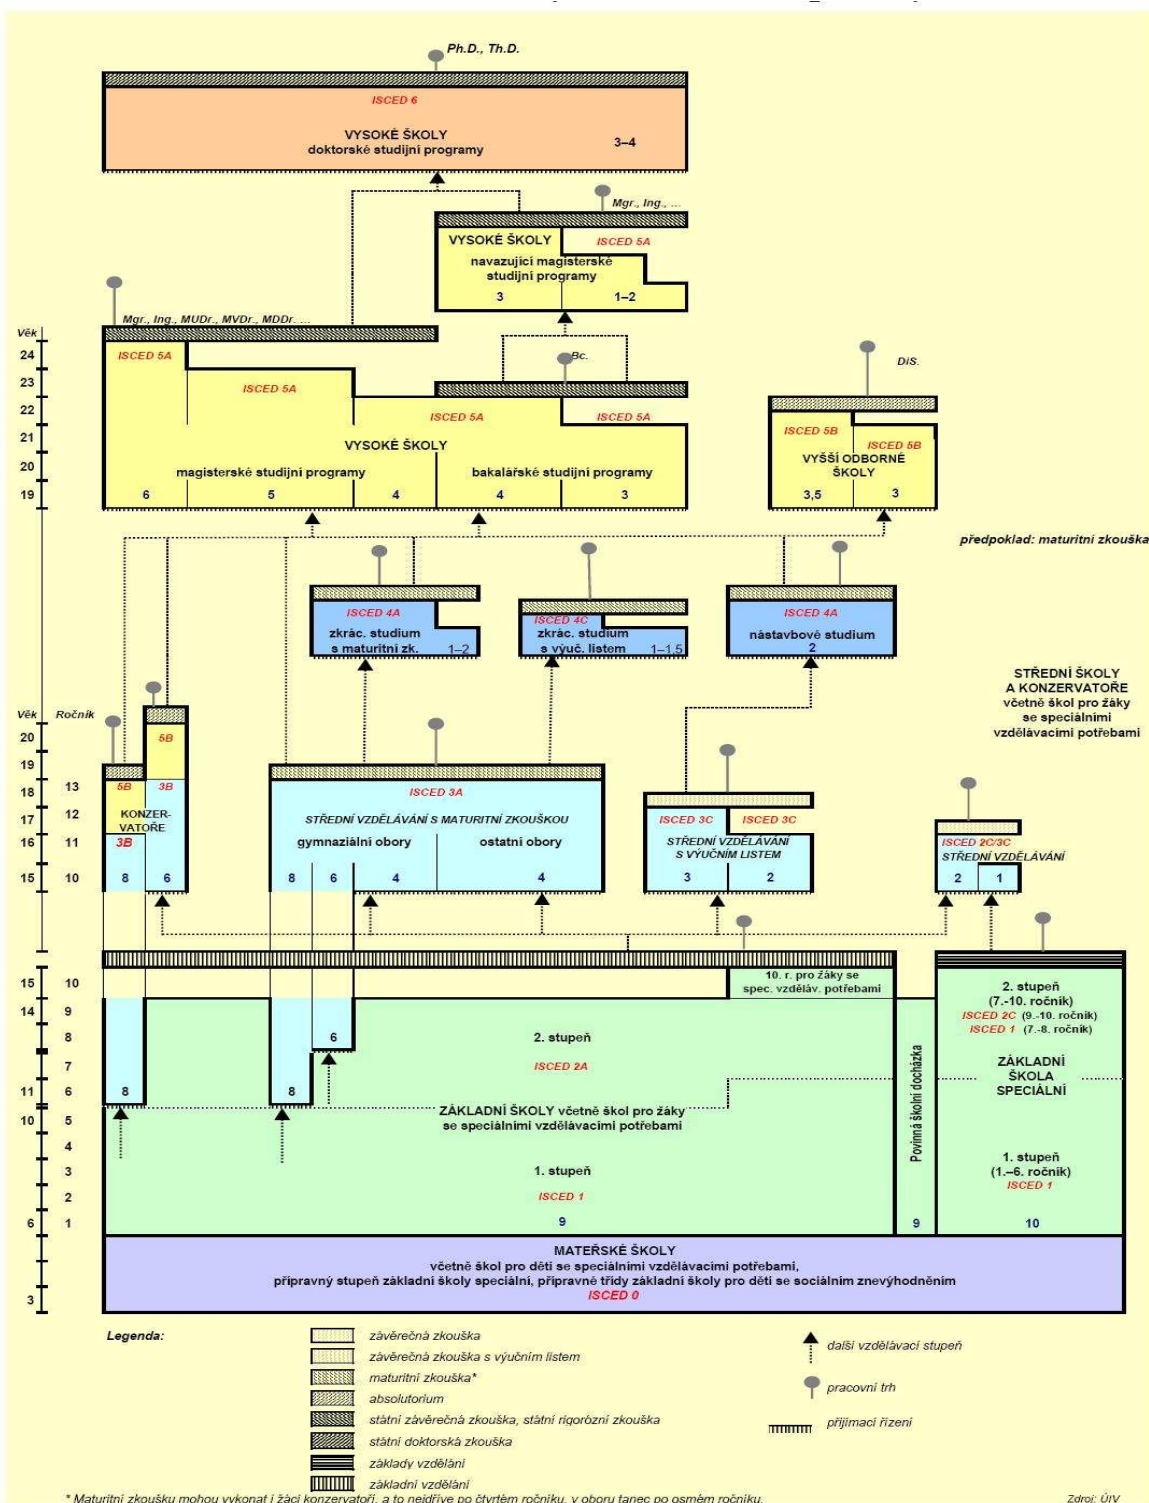 Ph.D., Th.D.
ISCED 6
VYSOKÉ ŠKOLY
doktorské studijní programy
3–4
Mgr., Ing., ...
VYSOKÉ ŠKOLY
ISCED 5A
navazující magisterské
studijní programy
3
1–2
Mgr., Ing., MUDr., MVDr., MDDr. ...
Věk
24
ISCED 5A
Bc.
DiS.
23
ISCED 5A
22
ISCED 5A
ISCED 5A
21
ISCED 5B
ISCED 5B
VYSOKÉ ŠKOLY
20
magisterské studijní programy
bakalářské studijní programy
VYŠŠÍ ODBORNÉ
ŠKOLY
19
6
5
4
4
3
3,5
3
předpoklad: maturitní zkouška
ISCED 4A
zkrác. studium
s maturitní zk.
1–2
ISCED 4C
zkrác. studium
s výuč. listem
1–1,5
ISCED 4A
nástavbové studium
2
STŘEDNÍ ŠKOLY
A KONZERVATOŘE
včetně škol pro žáky
se speciálními
vzdělávacími potřebami
Věk
Ročník
20
5B
19
18
13
5B
3B
ISCED 3A
17
12
KONZER-
VATOŘE
STŘEDNÍ VZDĚLÁVÁNÍ S MATURITNÍ ZKOUŠKOU
ISCED 3C
ISCED 3C
16
11
3B
gymnaziální obory
ostatní obory
STŘEDNÍ VZDĚLÁVÁNÍ
S VÝUČNÍM LISTEM
ISCED 2C/3C
STŘEDNÍ VZDĚLÁVÁNÍ
15
10
8
6
8
6
4
4
3
2
2
1
15
10
10. r. pro žáky se
spec. vzděláv. potřebami
14
9
8
7
11
6
10
5
4
3
2
6
1
6
8
8
2. stupeň
ISCED 2A
ZÁKLADNÍ ŠKOLY včetně škol pro žáky
se speciálními vzdělávacími potřebami
1. stupeň
ISCED 1
9
Povinná školní docházka
9
2. stupeň
(7.-10. ročník)
ISCED 2C (9.-10. ročník)
ISCED 1 (7.-8. ročník)
ZÁKLADNÍ
ŠKOLA
SPECIÁLNÍ
1. stupeň
(1.–6. ročník)
ISCED 1
10
MATEŘSKÉ ŠKOLY
včetně škol pro děti se speciálními vzdělávacími potřebami,
přípravný stupeň základní školy speciální, přípravné třídy základní školy pro děti se sociálním znevýhodněním
ISCED 0
3
Legenda:
závěrečná zkouška
závěrečná zkouška s výučním listem
maturitní zkouška*
absolutorium
státní závěrečná zkouška, státní rigorózní zkouška
státní doktorská zkouška
základy vzdělání
základní vzdělání
další vzdělávací stupeň
pracovní trh
přijímací řízení
* Maturitní zkoušku mohou vykonat i žáci konzervatoří, a to nejdříve po čtvrtém ročníku, v oboru tanec po osmém ročníku.
Zdroj: ÚIV